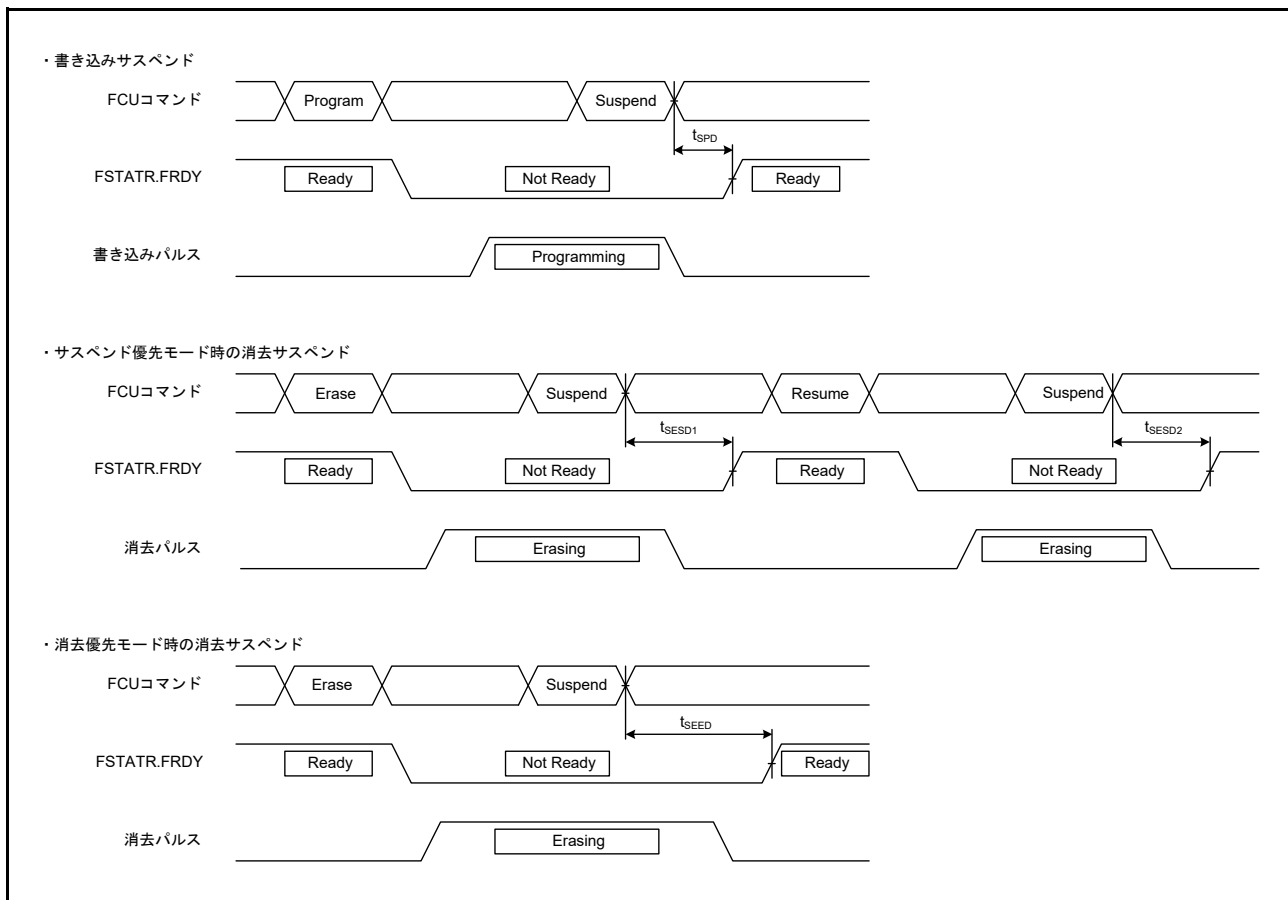 ・書き込みサスペンド
FCUコマンド Program Suspend
tSPD
FSTATR.FRDY Ready Not Ready Ready
書き込みパルス Programming
・サスペンド優先モード時の消去サスペンド
FCUコマンド Erase Suspend Resume Suspend
tSESD1 tSESD2
FSTATR.FRDY Ready Not Ready Ready Not Ready
消去パルス Erasing Erasing
・消去優先モード時の消去サスペンド
FCUコマンド Erase Suspend
tSEED
FSTATR.FRDY Ready Not Ready Ready
消去パルス Erasing